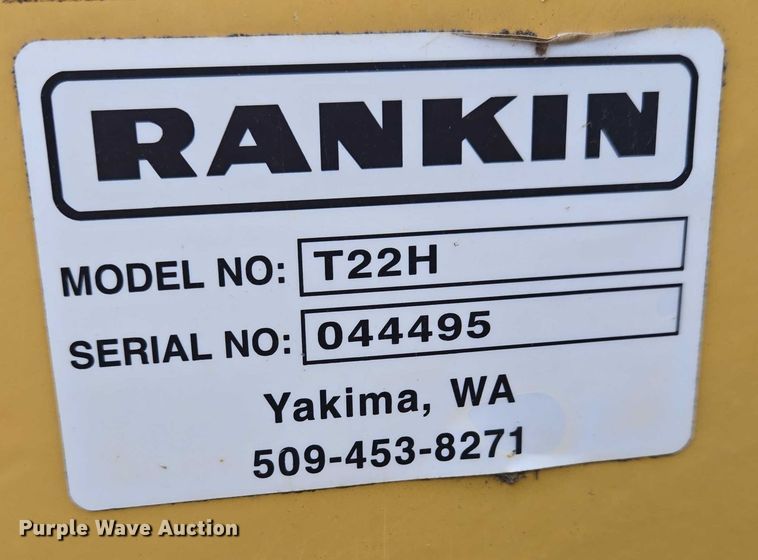 RANKIN
MODEL NO: T22H
SERIAL NO: 044495
Yakima, WA
509-453-8271
Purple Wave Auction